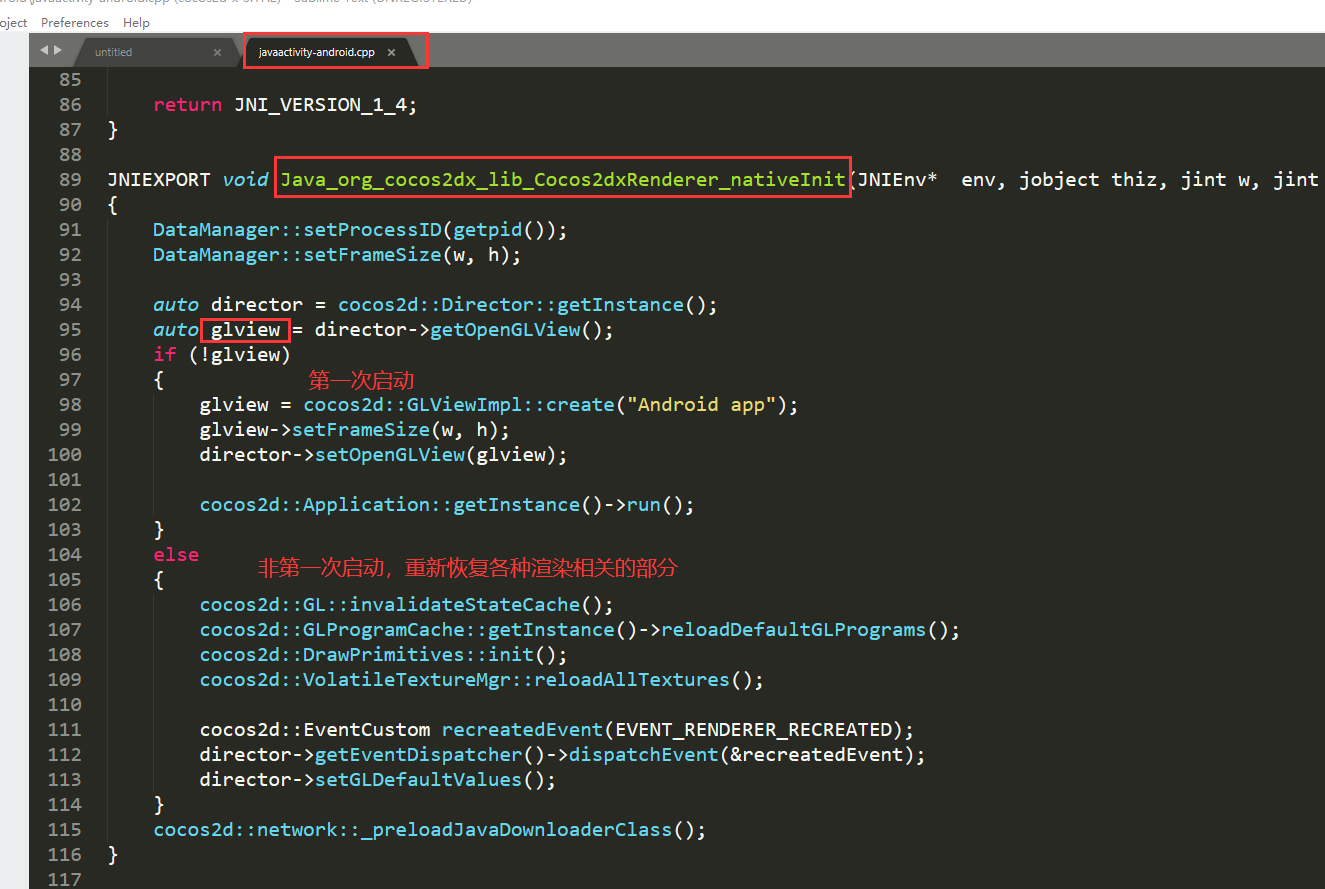 oject Preferences Help
untitled × javaactivity-android.cpp ×
85
86 return JNI_VERSION_1_4;
87 }
88
89 JNIEXPORT void Java_org_cocos2dx_lib_Cocos2dxRenderer_nativeInit(JNIEnv*  env, jobject thiz, jint w, jint
90 {
91 DataManager::setProcessID(getpid());
92 DataManager::setFrameSize(w, h);
93
94 auto director = cocos2d::Director::getInstance();
95 auto glview = director->getOpenGLView();
96 if (!glview)
97 { 第一次启动
98 glview = cocos2d::GLViewImpl::create("Android app");
99 glview->setFrameSize(w, h);
100 director->setOpenGLView(glview);
101
102 cocos2d::Application::getInstance()->run();
103 }
104 else
非第一次启动，重新恢复各种渲染相关的部分
105 {
106 cocos2d::GL::invalidateStateCache();
107 cocos2d::GLProgramCache::getInstance()->reloadDefaultGLPrograms();
108 cocos2d::DrawPrimitives::init();
109 cocos2d::VolatileTextureMgr::reloadAllTextures();
110
111 cocos2d::EventCustom recreatedEvent(EVENT_RENDERER_RECREATED);
112 director->getEventDispatcher()->dispatchEvent(&recreatedEvent);
113 director->setGLDefaultValues();
114 }
115 cocos2d::network::_preloadJavaDownloaderClass();
116 }
117